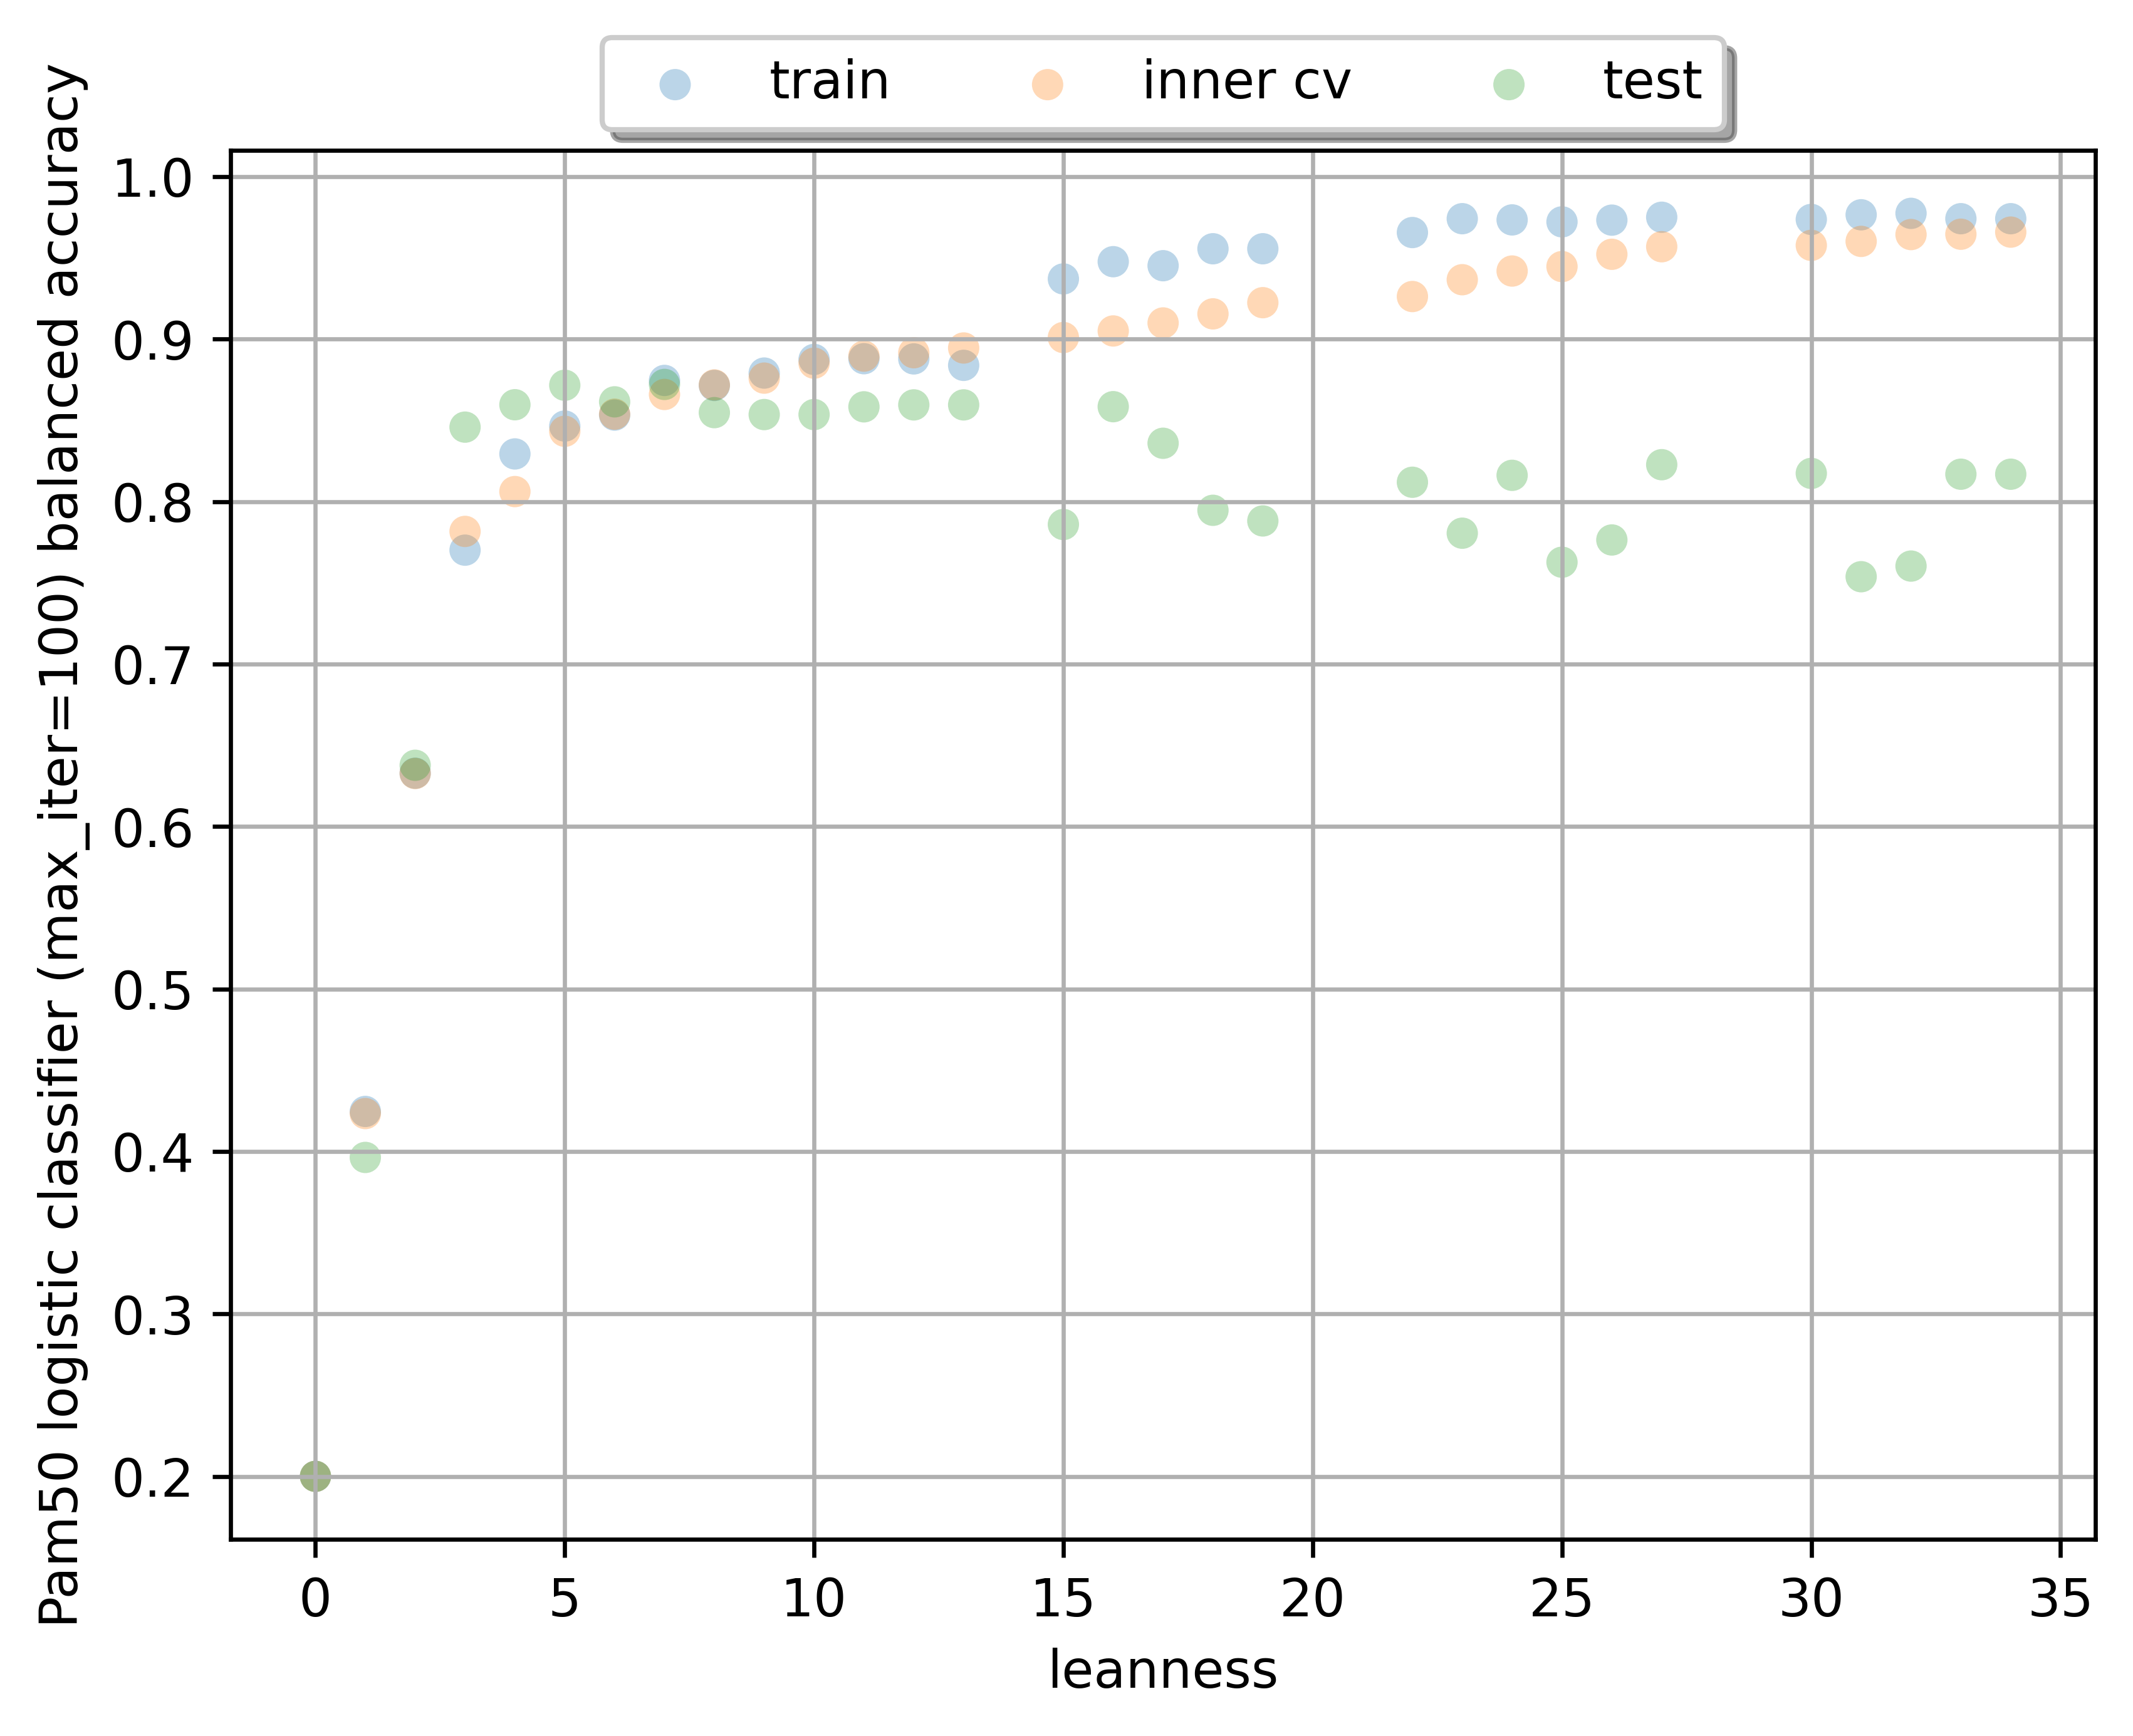 train inner cv test
Pam50 logistic classifier (max_iter=100) balanced accuracy
1.0
0.9
0.8
0.7
0.6
0.5
0.4
0.3
0.2
0 5 10 15 20 25 30 35
leanness